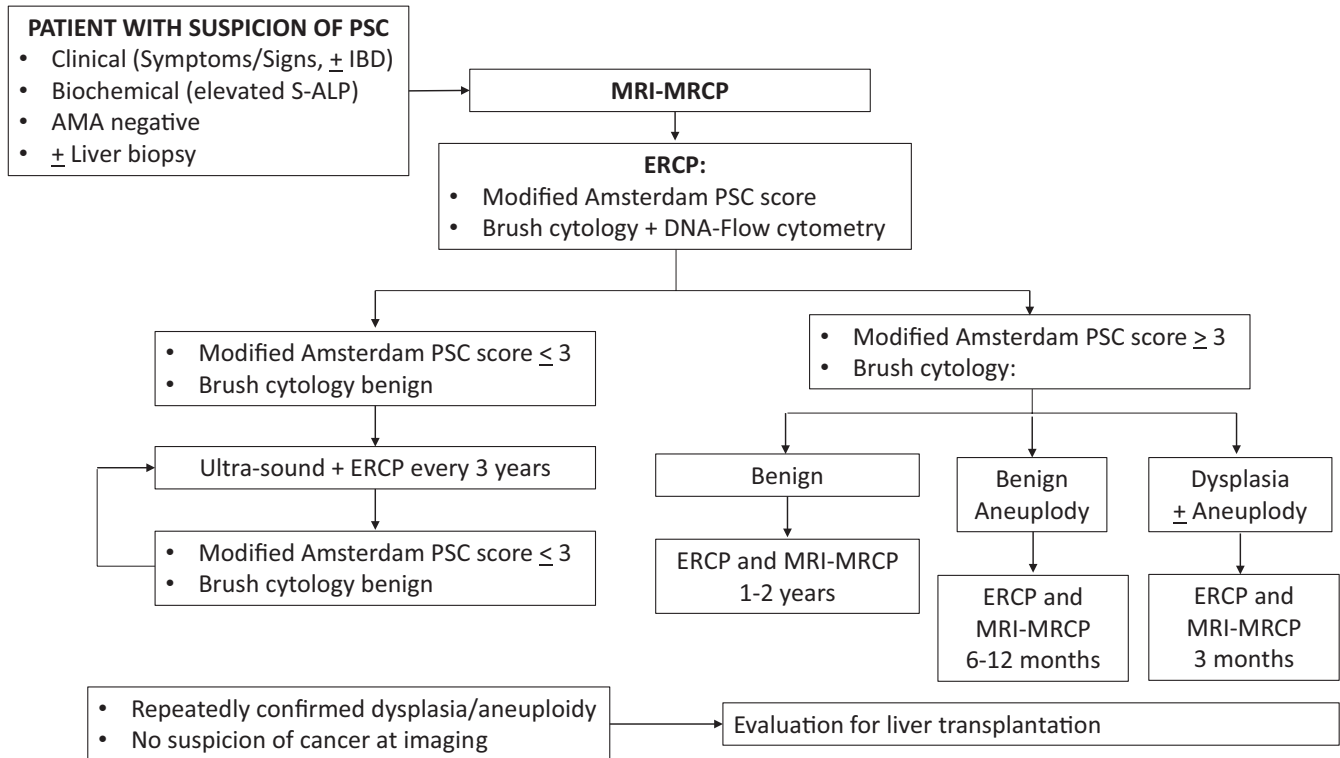 PATIENT WITH SUSPICION OF PSC
• Clinical (Symptoms/Signs, + IBD)
• Biochemical (elevated S-ALP)
• AMA negative
• + Liver biopsy
MRI-MRCP
ERCP:
• Modified Amsterdam PSC score
• Brush cytology + DNA-Flow cytometry
• Modified Amsterdam PSC score < 3
• Brush cytology benign
Ultra-sound + ERCP every 3 years
• Modified Amsterdam PSC score < 3
• Brush cytology benign
• Modified Amsterdam PSC score > 3
• Brush cytology:
Benign
ERCP and MRI-MRCP
1-2 years
Benign
Aneuplody
ERCP and
MRI-MRCP
6-12 months
Dysplasia
+ Aneuplody
ERCP and
MRI-MRCP
3 months
• Repeatedly confirmed dysplasia/aneuploidy
• No suspicion of cancer at imaging
Evaluation for liver transplantation